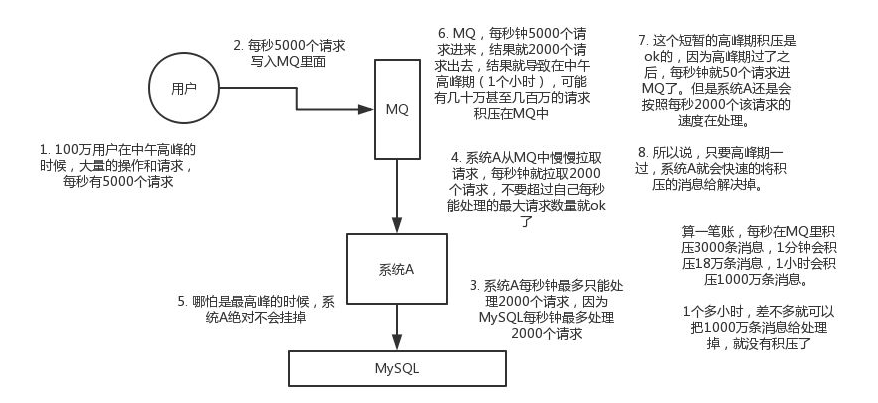 2. 每秒5000个请求
写入MQ里面
用户
1. 100万用户在中午高峰的
时候，大量的操作和请求，
每秒有5000个请求
MQ
6. MQ，每秒钟5000个请
求进来，结果就2000个请
求出去，结果就导致在中午
高峰期（1个小时），可能
有几十万甚至几百万的请求
积压在MQ中
7. 这个短暂的高峰期积压是
ok的，因为高峰期过了之
后，每秒钟就50个请求进
MQ了。但是系统A还是会
按照每秒2000个该请求的
速度在处理。
4. 系统A从MQ中慢慢拉取
请求，每秒钟就拉取2000
个请求，不要超过自己每秒
能处理的最大请求数量就ok
了
8. 所以说，只要高峰期一
过，系统A就会快速的将积
压的消息给解决掉。
系统A
算一笔账，每秒在MQ里积
压3000条消息，1分钟会积
压18万条消息，1小时会积
压1000万条消息。
5. 哪怕是最高峰的时候，系
统A绝对不会挂掉
3. 系统A每秒钟最多只能处
理2000个请求，因为
MySQL每秒钟最多处理
2000个请求
1个多小时，差不多就可以
把1000万条消息给处理
掉，就没有积压了
MySQL